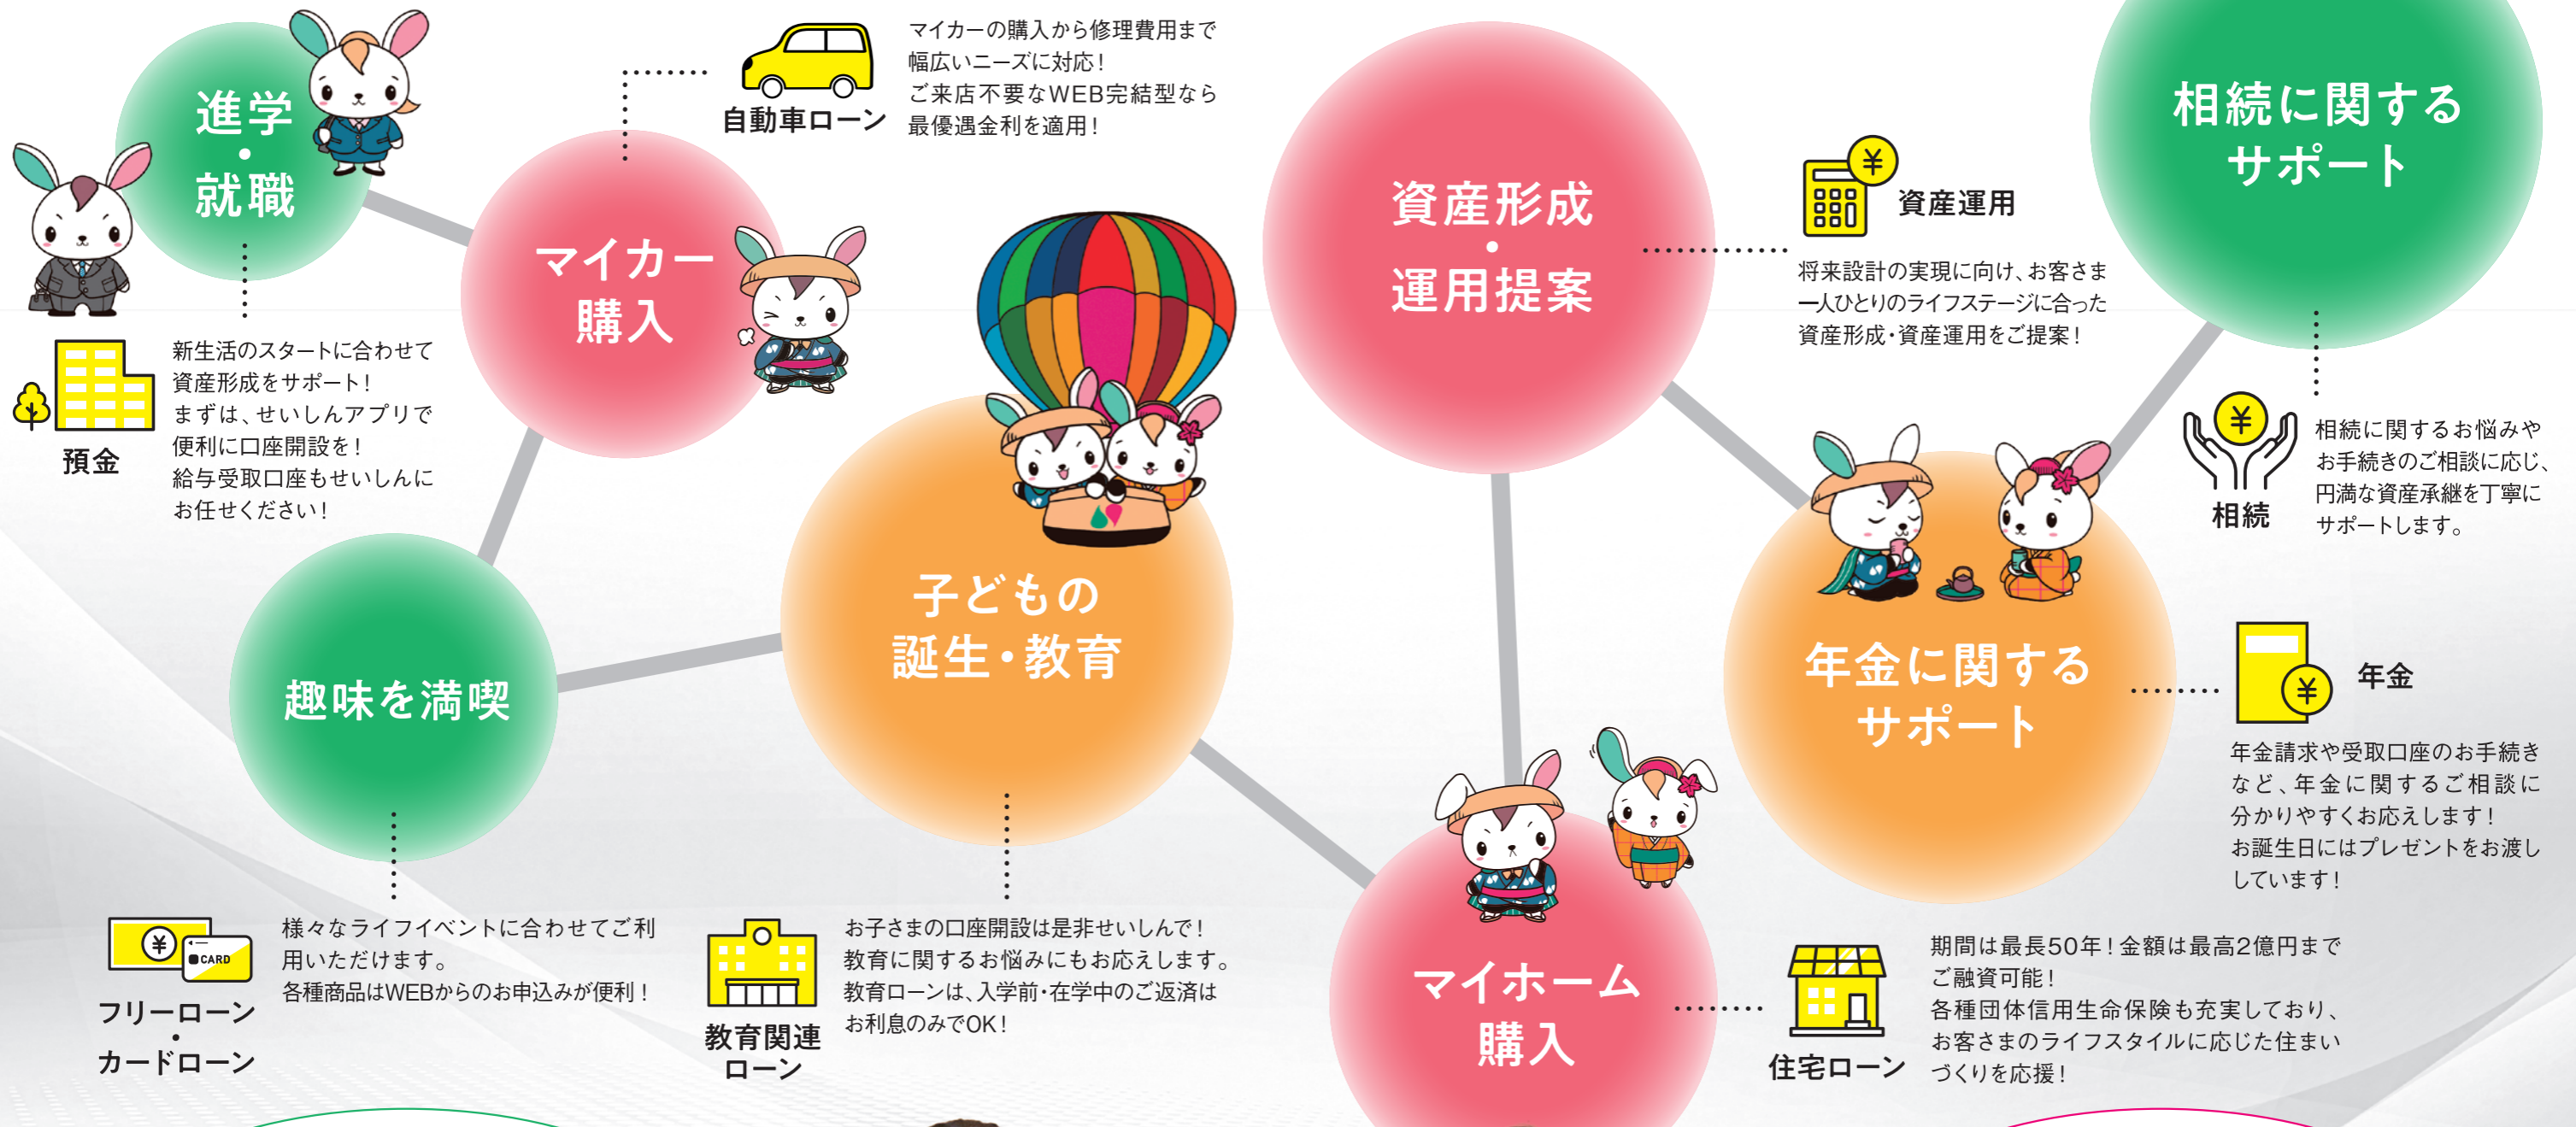 進学
・
就職
預金
新生活のスタートに合わせて
資産形成をサポート！
まずは、せいしんアプリで
便利に口座開設を！
給与受取口座もせいしんに
お任せください！
マイカー
購入
自動車ローン
マイカーの購入から修理費用まで
幅広いニーズに対応！
ご来店不要なWEB完結型なら
最優遇金利を適用！
趣味を満喫
¥
CARD
フリーローン
・
カードローン
様々なライフイベントに合わせてご利
用いただけます。
各種商品はWEBからのお申込みが便利！
子どもの
誕生・教育
教育関連
ローン
お子さまの口座開設は是非せいしんで！
教育に関するお悩みにもお応えします。
教育ローンは、入学前・在学中のご返済は
お利息のみでOK！
マイホーム
購入
住宅ローン
期間は最長50年！金額は最高2億円まで
ご融資可能！
各種団体信用生命保険も充実しており、
お客さまのライフスタイルに応じた住まい
づくりを応援！
資産形成
・
運用提案
¥
資産運用
将来設計の実現に向け、お客さま
一人ひとりのライフステージに合った
資産形成・資産運用をご提案！
年金に関する
サポート
¥
年金
年金請求や受取口座のお手続き
など、年金に関するご相談に
分かりやすくお応えします！
お誕生日にはプレゼントをお渡し
しています！
相続に関する
サポート
¥
相続
相続に関するお悩みや
お手続きのご相談に応じ、
円満な資産承継を丁寧に
サポートします。